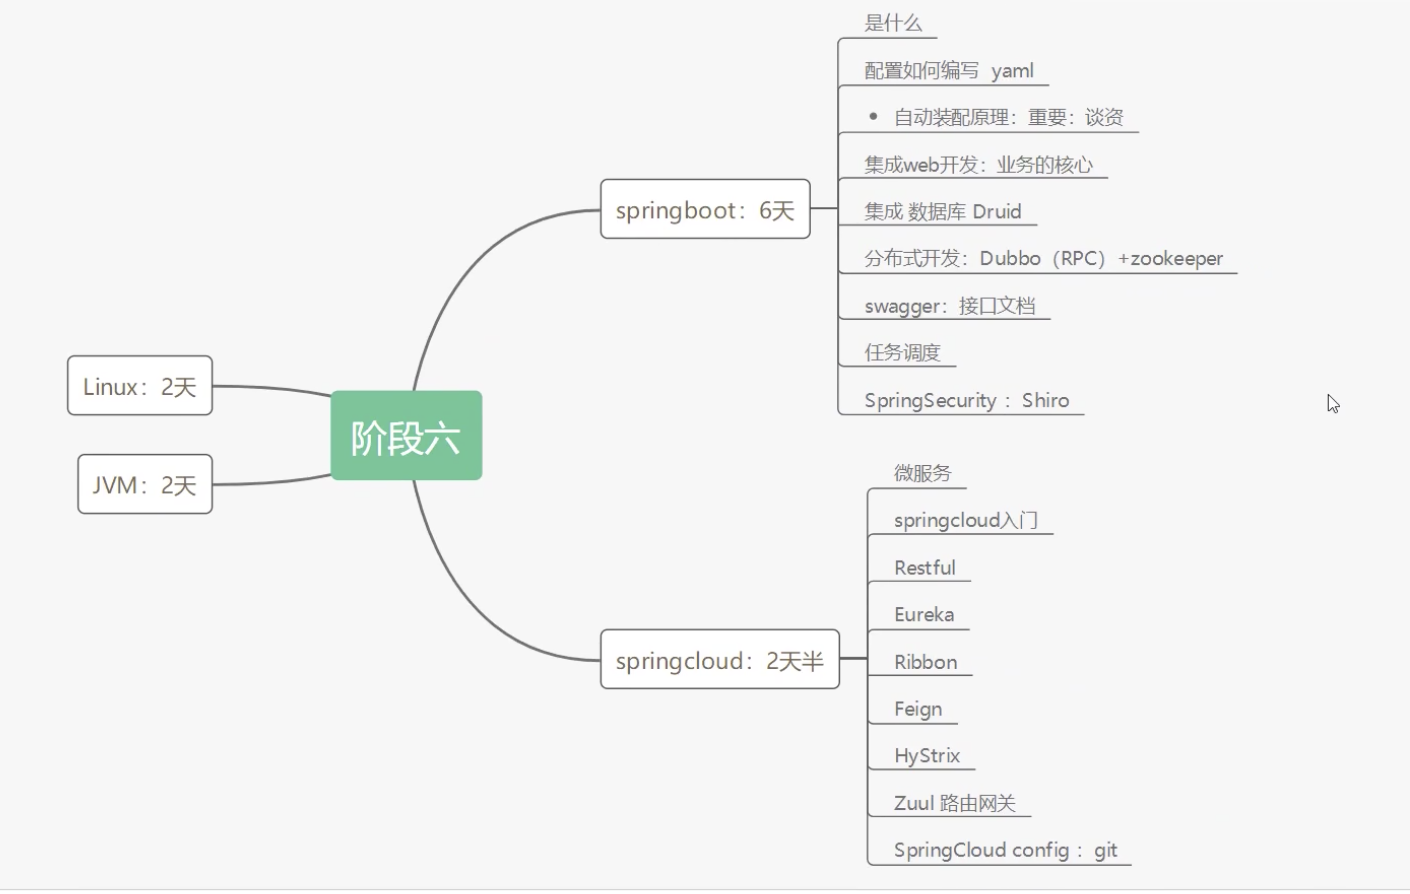 阶段六
Linux：2天
JVM：2天
springboot：6天
是什么
配置如何编写 yaml
自动装配原理：重要：谈资
集成web开发：业务的核心
集成 数据库 Druid
分布式开发：Dubbo（RPC）+zookeeper
swagger：接口文档
任务调度
SpringSecurity ：Shiro
springcloud：2天半
微服务
springcloud入门
Restful
Eureka
Ribbon
Feign
HyStrix
Zuul 路由网关
SpringCloud config ：git